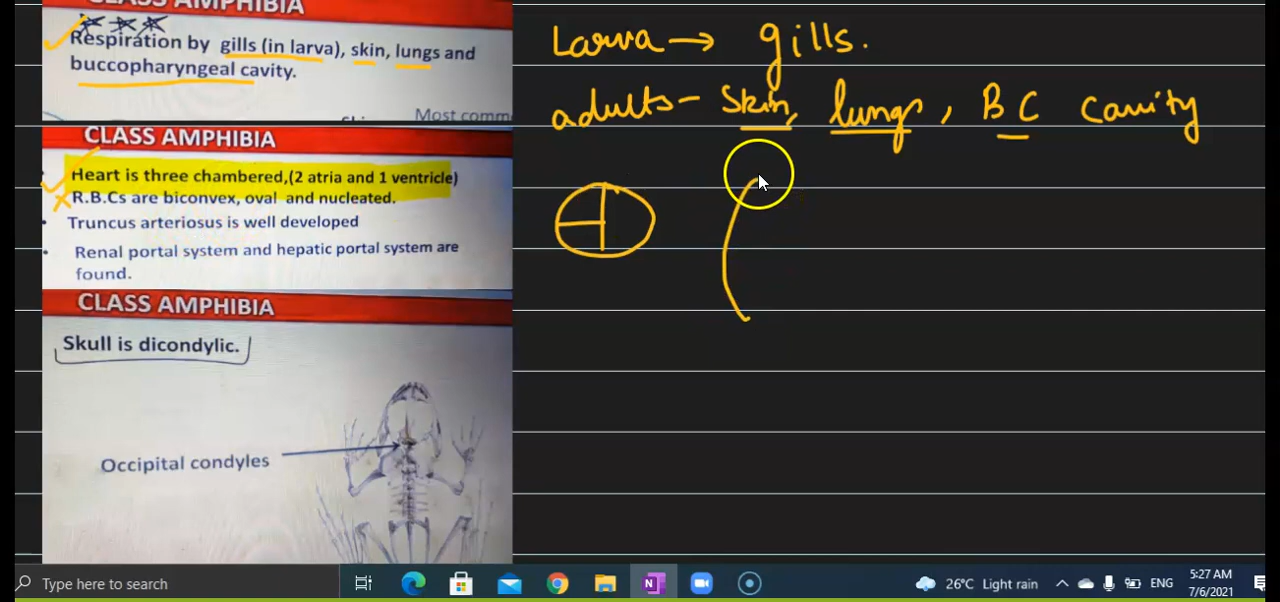 CLASS AMPHIBIA
Respiration by gills (in larva), skin, lungs and
buccopharyngeal cavity.
Most comm
CLASS AMPHIBIA
Heart is three chambered,(2 atria and 1 ventricle)
R.B.Cs are biconvex, oval and nucleated.
Truncus arteriosus is well developed
Renal portal system and hepatic portal system are
found.
CLASS AMPHIBIA
Skull is dicondylic.
Occipital condyles
Larva → gills.
adults - Skin, lungs, BC cavity
Type here to search
26°C Light rain
ENG
5:27 AM
7/6/2021